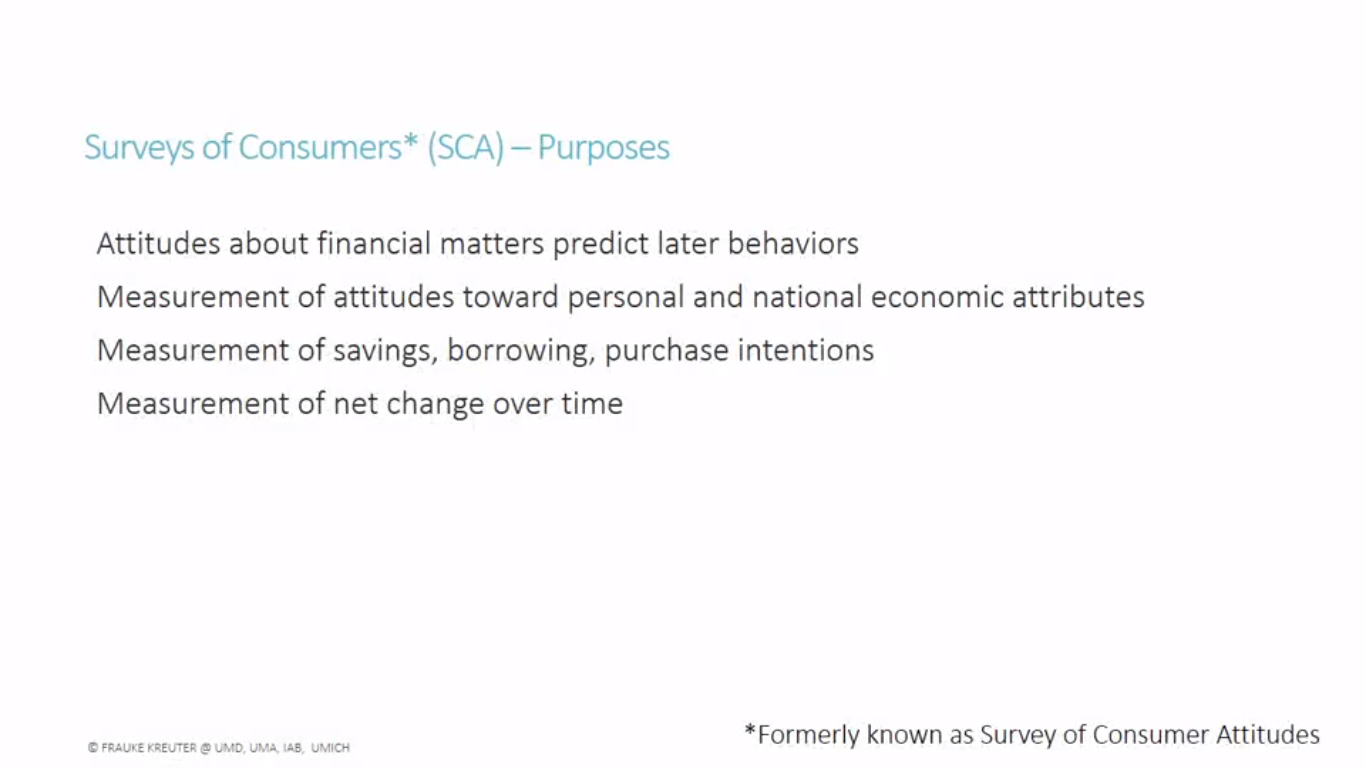 Surveys of Consumers* (SCA) – Purposes
Attitudes about financial matters predict later behaviors
Measurement of attitudes toward personal and national economic attributes
Measurement of savings, borrowing, purchase intentions
Measurement of net change over time
*Formerly known as Survey of Consumer Attitudes
© FRAUKE KREUTER @ UMD, UMA, IAB, UMICH